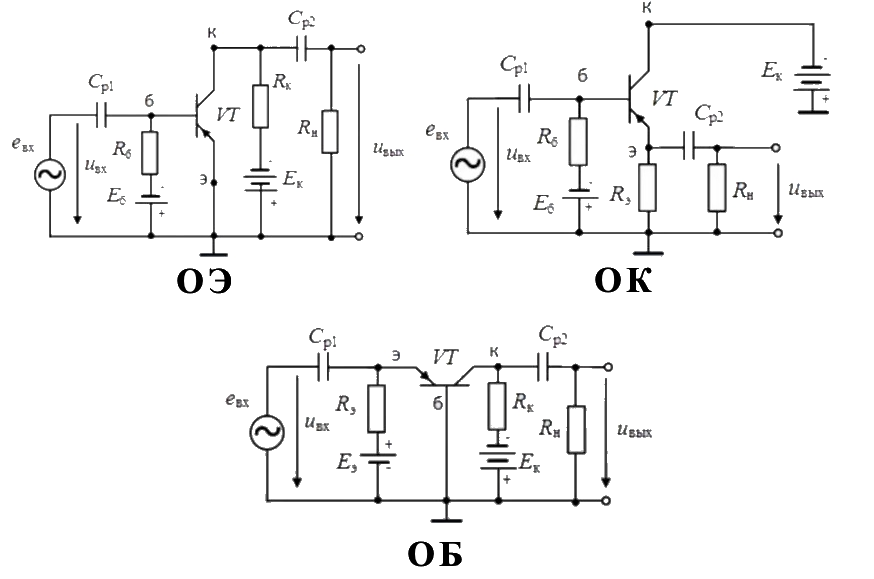 Cр2
к
Cр1
б
VT
Rк
Rн
eвх
uвх
Rб
Eб
-
+
э
-
Eк
+
uвых
ОЭ
к
Cр1
б
VT
Cр2
-
Eк
+
eвх
uвх
Rб
Eб
-
+
э
Rэ
Rн
uвых
ОК
Cр1
э
VT
к
Cр2
eвх
uвх
Rэ
+
Eэ
-
б
Rк
-
Eк
+
Rн
uвых
ОБ